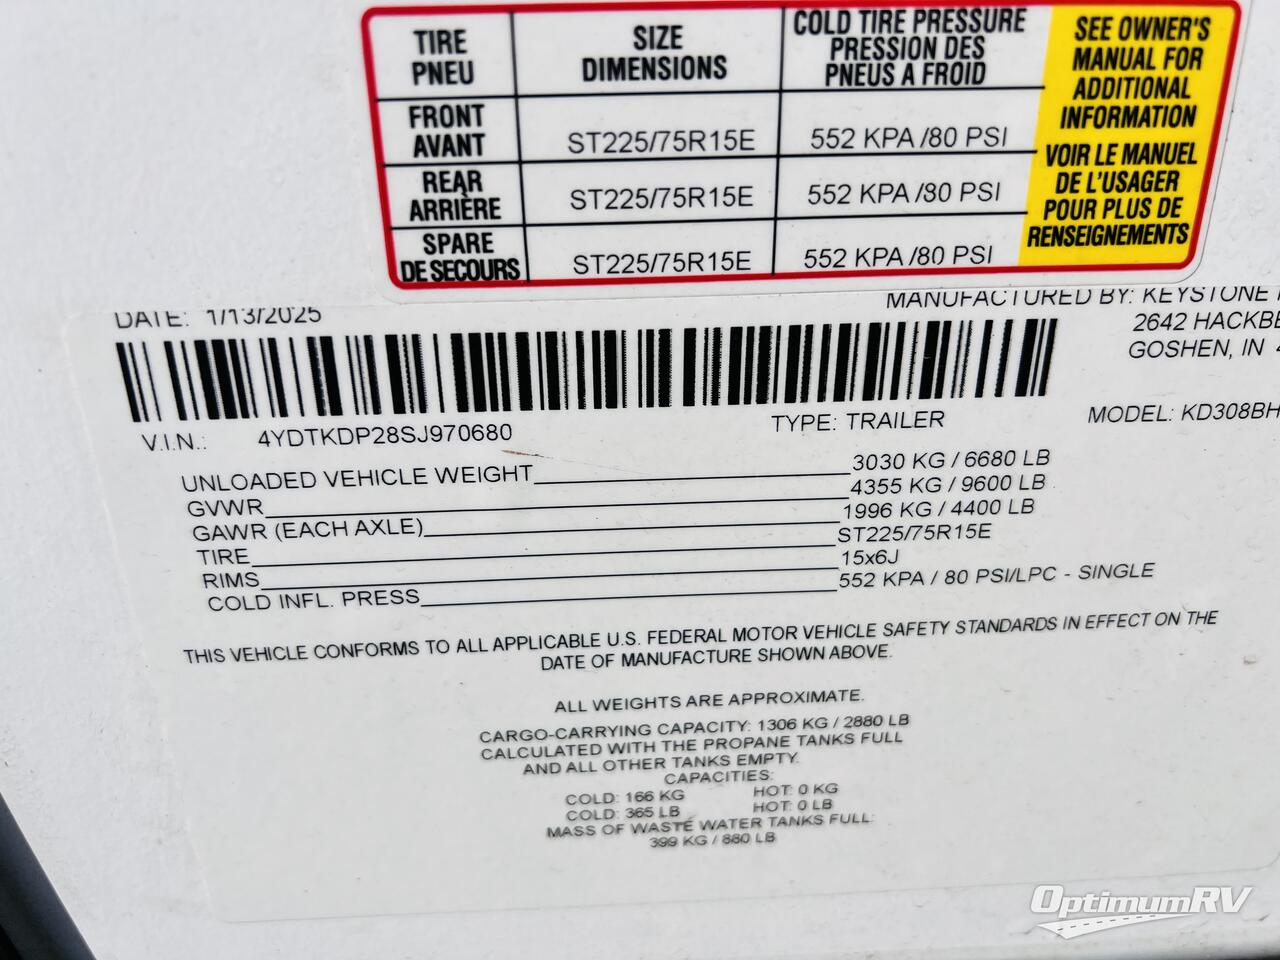 TIRE
PNEU
SIZE
DIMENSIONS
COLD TIRE PRESSURE
PRESSION DES
PNEUS A FROID
SEE OWNER'S
MANUAL FOR
ADDITIONAL
INFORMATION
VOIR LE MANUEL
DE L'USAGER
POUR PLUS DE
RENSEIGNEMENTS
FRONT
AVANT
ST225/75R15E
552 KPA /80 PSI
REAR
ARRIÈRE
ST225/75R15E
552 KPA /80 PSI
SPARE
DE SECOURS
ST225/75R15E
552 KPA /80 PSI
DATE: 1/13/2025
MANUFACTURED BY: KEYSTONE
2642
GOSHEN, IN
V.I.N.: 4YDTKDP28SJ970680
TYPE: TRAILER
MODEL: KD308BH
UNLOADED VEHICLE WEIGHT 3030 KG / 6680 LB
GVWR 4355 KG / 9600 LB
GAWR (EACH AXLE) 1996 KG / 4400 LB
TIRE ST225/75R15E
RIMS 15x6J
COLD INFL. PRESS 552 KPA / 80 PSI/LPC - SINGLE
THIS VEHICLE CONFORMS TO ALL APPLICABLE U.S. FEDERAL MOTOR VEHICLE SAFETY STANDARDS IN EFFECT ON THE
DATE OF MANUFACTURE SHOWN ABOVE.
ALL WEIGHTS ARE APPROXIMATE.
CARGO-CARRYING CAPACITY: 1306 KG / 2880 LB
CALCULATED WITH THE PROPANE TANKS FULL
AND ALL OTHER TANKS EMPTY.
CAPACITIES:
COLD: 166 KG HOT: 0 KG
COLD: 365 LB HOT: 0 LB
MASS OF WASTE WATER TANKS FULL:
399 KG / 880 LB
OptimumRV